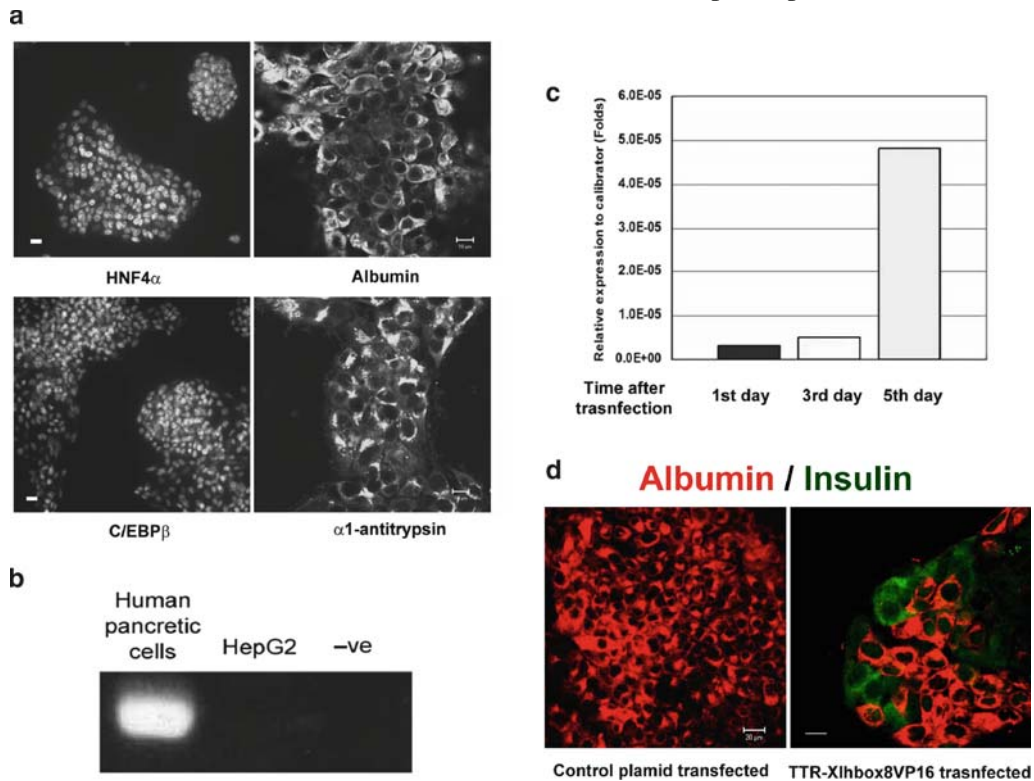 a
HNF4α
Albumin
C/EBPβ
α1-antitrypsin
b
Human
pancretic
cells
HepG2
–ve
c
Relative expression to calibrator (Folds)
6.0E-05
5.0E-05
4.0E-05
3.0E-05
2.0E-05
1.0E-05
0.0E+00
Time after
trasnfection
1st day
3rd day
5th day
d
Albumin / Insulin
20 µm
Control plamid transfected
TTR-Xlhbox8VP16 trasnfected